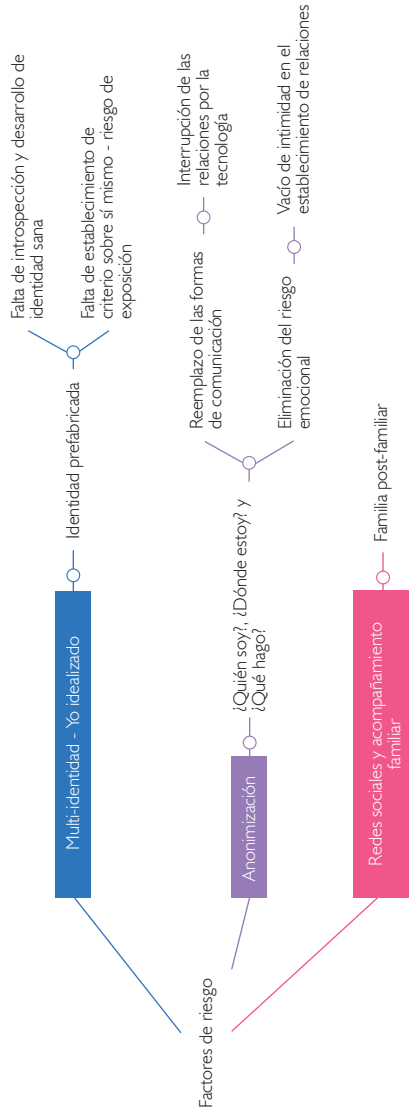 Factores de riesgo
Multi-identidad - Yo idealizado
Identidad prefabricada
Falta de introspección y desarrollo de
identidad sana
Falta de establecimiento de
criterio sobre sí mismo - riesgo de
exposición
Anonimización
¿Quién soy?, ¿Dónde estoy? y
¿Qué hago?
Reemplazo de las formas
de comunicación
Interrupción de las
relaciones por la
tecnología
Eliminación del riesgo
emocional
Vacío de intimidad en el
establecimiento de relaciones
Redes sociales y acompañamiento
familiar
Familia post-familiar